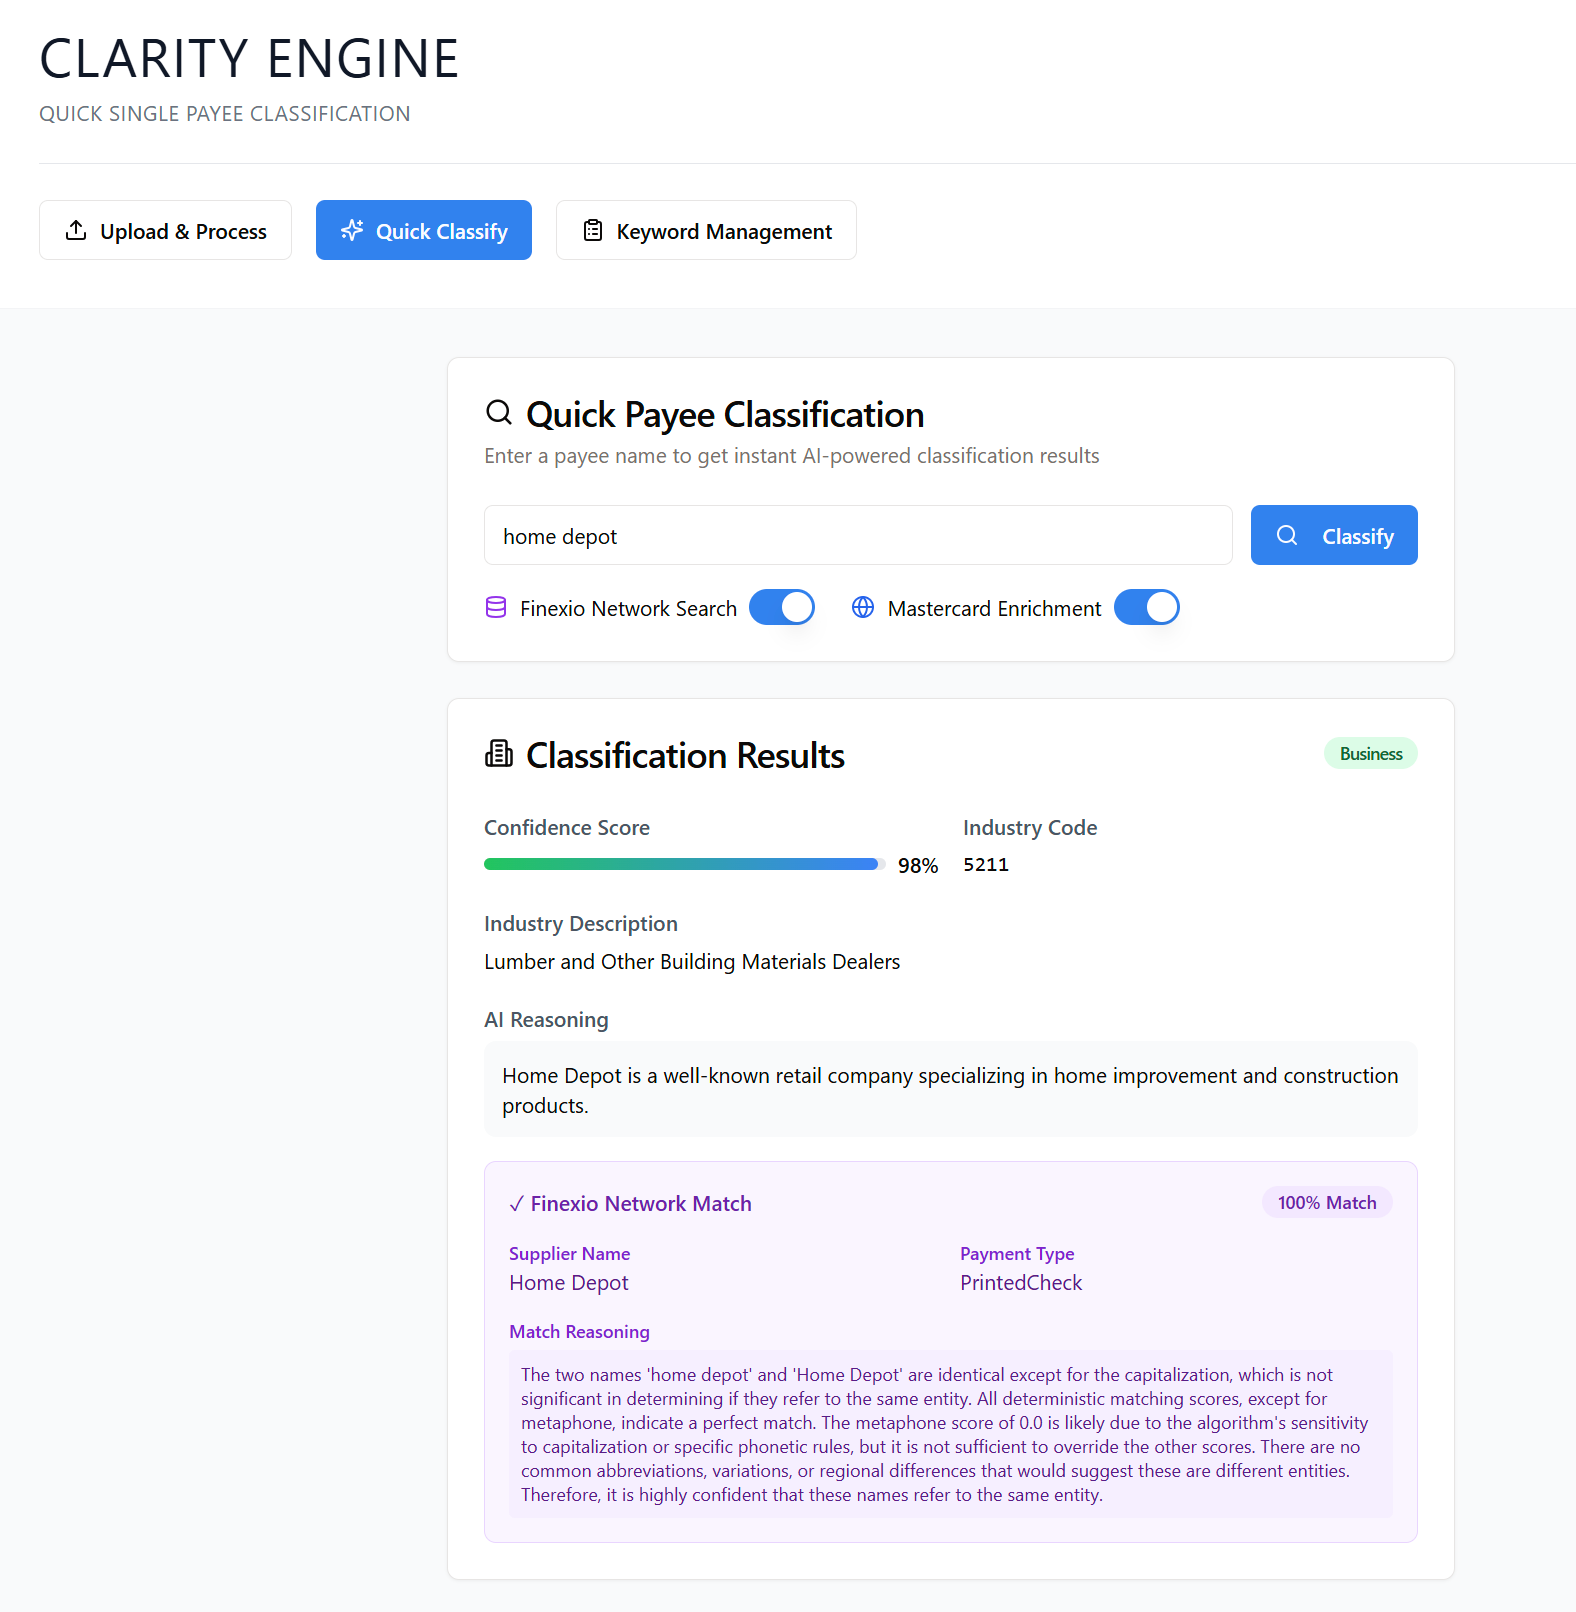 CLARITY ENGINE
QUICK SINGLE PAYEE CLASSIFICATION
Upload & Process
Quick Classify
Keyword Management
Quick Payee Classification
Enter a payee name to get instant AI-powered classification results
home depot
Classify
Finexio Network Search
Mastercard Enrichment
Classification Results
Business
Confidence Score
98%
Industry Code
5211
Industry Description
Lumber and Other Building Materials Dealers
AI Reasoning
Home Depot is a well-known retail company specializing in home improvement and construction
products.
✓ Finexio Network Match
100% Match
Supplier Name
Home Depot
Payment Type
PrintedCheck
Match Reasoning
The two names 'home depot' and 'Home Depot' are identical except for the capitalization, which is not
significant in determining if they refer to the same entity. All deterministic matching scores, except for
metaphone, indicate a perfect match. The metaphone score of 0.0 is likely due to the algorithm's sensitivity
to capitalization or specific phonetic rules, but it is not sufficient to override the other scores. There are no
common abbreviations, variations, or regional differences that would suggest these are different entities.
Therefore, it is highly confident that these names refer to the same entity.